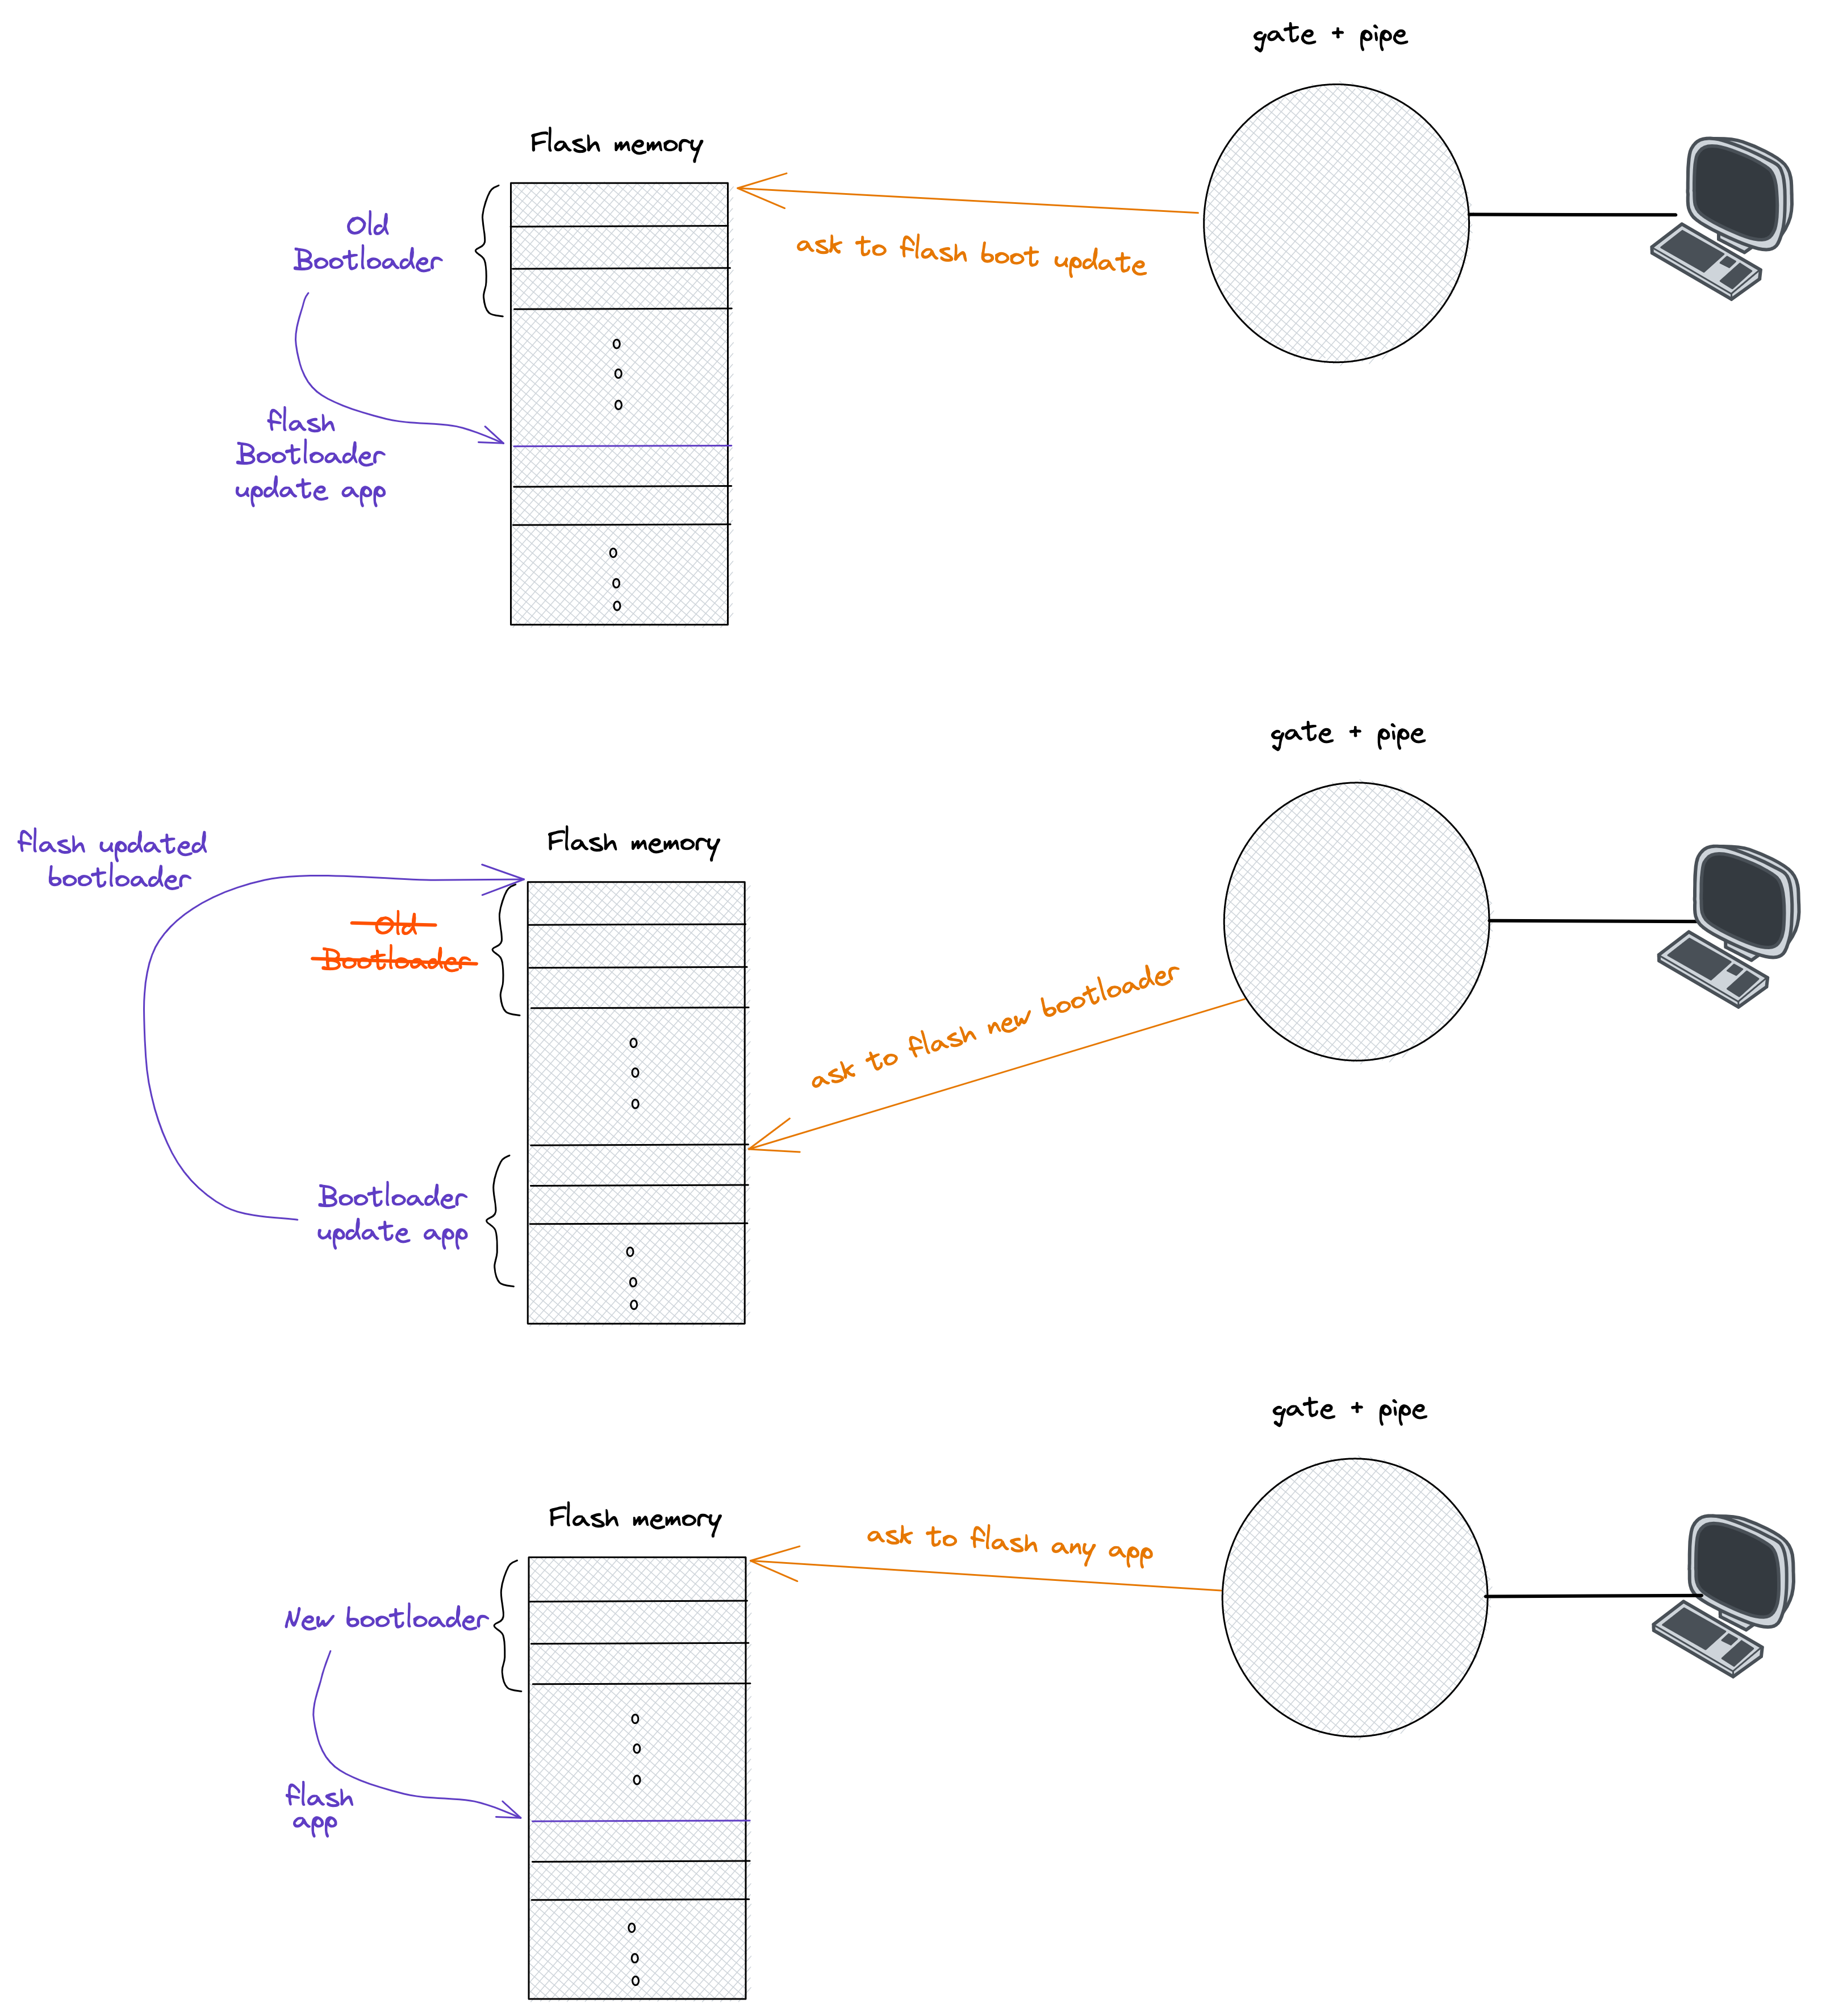 gate + pipe
Flash memory
Old
Bootloader
ask to flash boot update
flash
Bootloader
update app
gate + pipe
Flash memory
flash updated
bootloader
Old
Bootloader
ask to flash new bootloader
Bootloader
update app
gate + pipe
Flash memory
ask to flash any app
New bootloader
flash
app